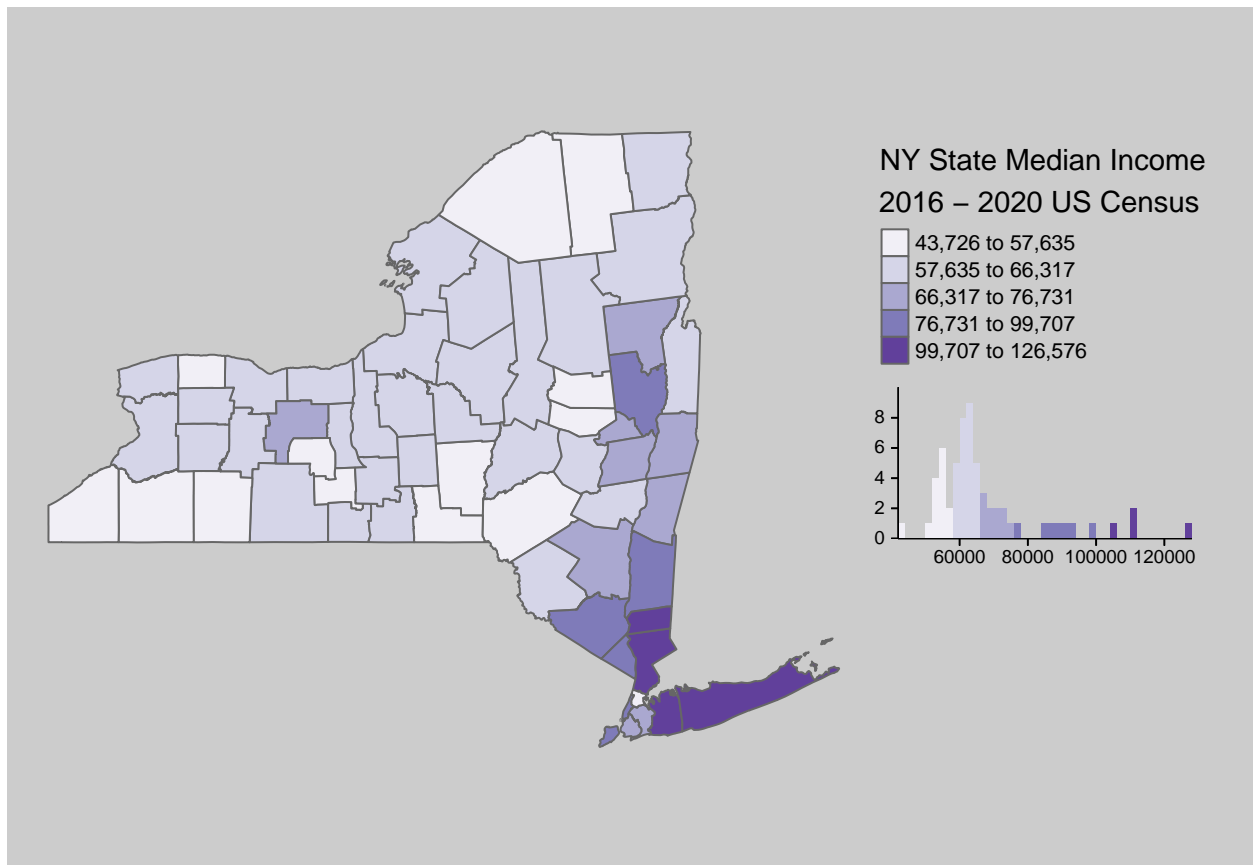 NY State Median Income
2016 – 2020 US Census
43,726 to 57,635
57,635 to 66,317
66,317 to 76,731
76,731 to 99,707
99,707 to 126,576
8
6
4
2
0
60000 80000 100000 120000